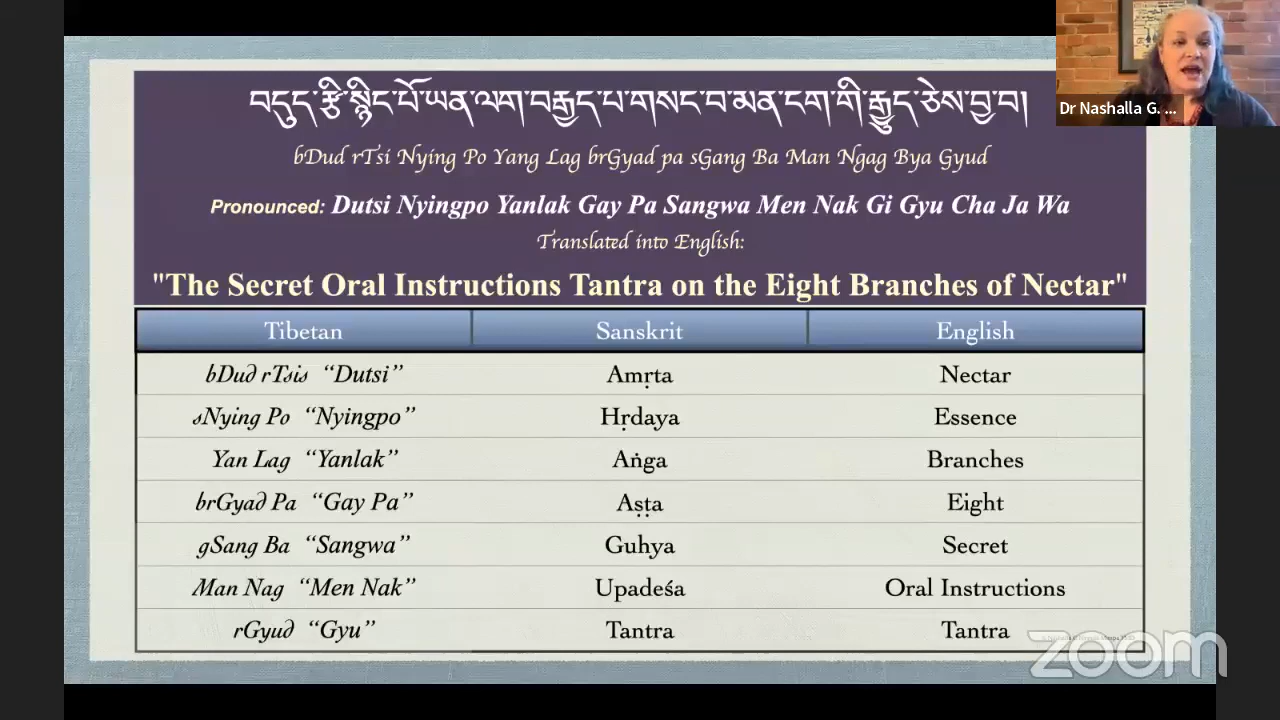 བདུད་རྩི་སྙིང་པོ་ཡན་ལག་བརྒྱད་པ་གསང་བ་མན་ངག་གི་རྒྱུད་ཅེས་བྱ་བ།
bDud rTsi Nying Po Yang Lag brGyad pa sGang Ba Man Ngag Bya Gyud
Pronounced: Dutsi Nyingpo Yanlak Gay Pa Sangwa Men Nak Gi Gyu Cha Ja Wa
Translated into English:
"The Secret Oral Instructions Tantra on the Eight Branches of Nectar"
Tibetan Sanskrit English
bDud rTsis “Dutsi” Amṛta Nectar
sNying Po “Nyingpo” Hṛdaya Essence
Yan Lag “Yanlak” Aṅga Branches
brGyad Pa “Gay Pa” Aṣṭa Eight
gSang Ba “Sangwa” Guhya Secret
Man Nag “Men Nak” Upadeśa Oral Instructions
rGyud “Gyu” Tantra Tantra
Dr Nashalla G. ...
zoom